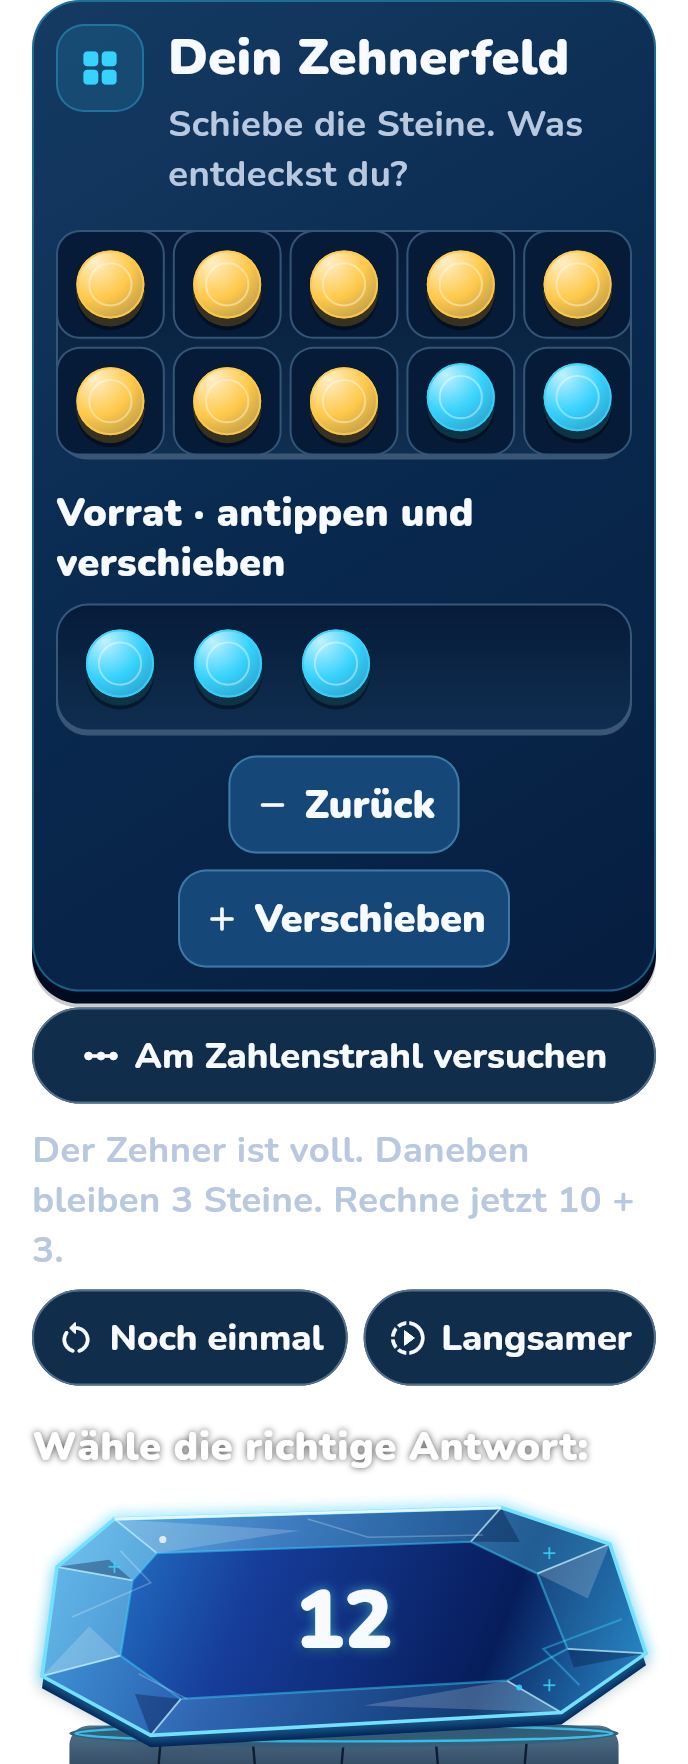 Dein Zehnerfeld
Schiebe die Steine. Was
entdeckst du?
Vorrat · antippen und
verschieben
− Zurück
+ Verschieben
Am Zahlenstrahl versuchen
Der Zehner ist voll. Daneben
bleiben 3 Steine. Rechne jetzt 10 +
3.
Noch einmal
Langsamer
Wähle die richtige Antwort:
12